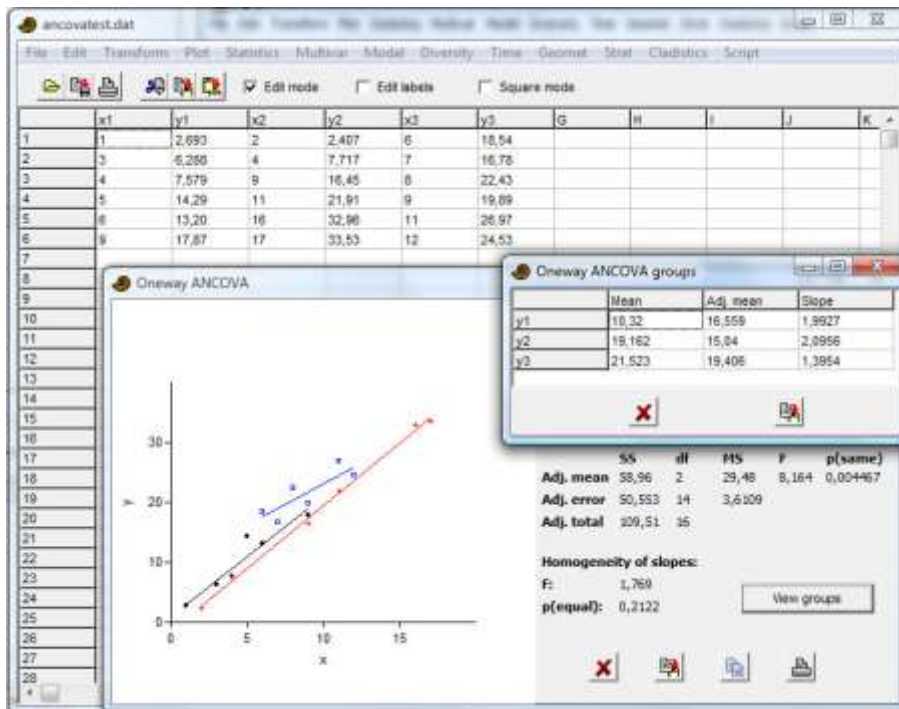 ancovatest.dat
File Edit Transform Plot Statistics Multivar Model Diversity Time Geomet Strat Cladistics Script
Edit mode Edit labels Square mode
x1 y1 x2 y2 x3 y3 G H I J K
1 1 2,693 2 2,407 6 18,54
2 3 6,286 4 7,717 7 16,78
3 4 7,579 9 16,45 8 22,43
4 5 14,29 11 21,91 9 19,89
5 6 13,20 16 32,96 11 26,97
6 9 17,87 17 33,53 12 24,53
7
8
9
10
11
12
13
14
15
16
17
18
19
20
21
22
23
24
25
26
27
28
Oneway ANCOVA
y
30
20
10
0
0 5 10 15
x
Oneway ANCOVA groups
Mean Adj. mean Slope
y1 10,32 16,559 1,9927
y2 19,162 15,04 2,0956
y3 21,523 19,406 1,3954
SS df MS F p(same)
Adj. mean 58,96 2 29,48 8,164 0,004467
Adj. error 50,553 14 3,6109
Adj. total 109,51 16
Homogeneity of slopes:
F: 1,769
p(equal): 0,2122
View groups